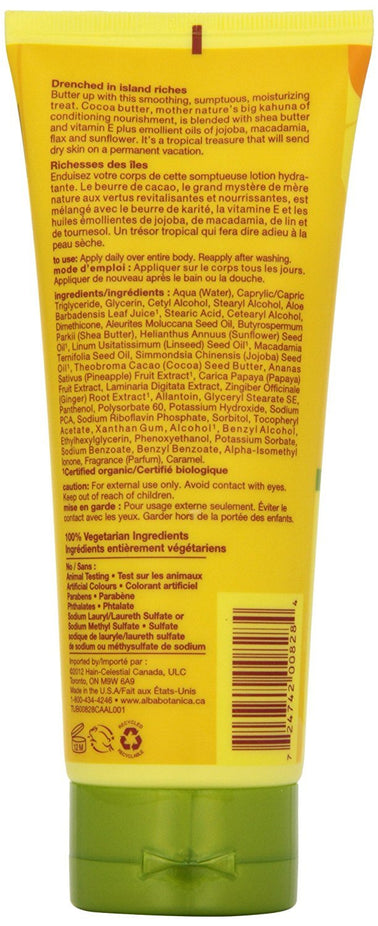 Drenched in island riches
Butter up with this smoothing, sumptuous, moisturizing
treat. Cocoa butter, mother nature's big kahuna of
conditioning nourishment, is blended with shea butter
and vitamin E plus emollient oils of jojoba, macadamia,
flax and sunflower. It's a tropical treasure that will send
dry skin on a permanent vacation.
Richesses des îles
Enduisez votre corps de cette somptueuse lotion hydra-
tante. Le beurre de cacao, le grand mystère de mère
nature aux vertus revitalisantes et nourrissantes, est
mélangé avec le beurre de karité, la vitamine E et les
huiles émollientes de jojoba, de macadamia, de lin et
de tournesol. Un trésor tropical qui fera dire adieu à la
peau sèche.
to use: Apply daily over entire body. Reapply after washing.
mode d'emploi : Appliquer sur le corps tous les jours.
Appliquer de nouveau après le bain ou la douche.
ingredients/ingrédients : Aqua (Water), Caprylic/Capric
Triglyceride, Glycerin, Cetyl Alcohol, Stearyl Alcohol, Aloe
Barbadensis Leaf Juice¹, Stearic Acid, Cetearyl Alcohol,
Dimethicone, Aleurites Moluccana Seed Oil, Butyrospermum
Parkii (Shea Butter), Helianthus Annuus (Sunflower) Seed
Oil¹, Linum Usitatissimum (Linseed) Seed Oil¹, Macadamia
Ternifolia Seed Oil, Simmondsia Chinensis (Jojoba) Seed
Oil¹, Theobroma Cacao (Cocoa) Seed Butter, Ananas
Sativus (Pineapple) Fruit Extract¹, Carica Papaya (Papaya)
Fruit Extract, Laminaria Digitata Extract, Zingiber Officinale
(Ginger) Root Extract¹, Allantoin, Glyceryl Stearate SE,
Panthenol, Polysorbate 60, Potassium Hydroxide, Sodium
PCA, Sodium Riboflavin Phosphate, Sorbitol, Tocopheryl
Acetate, Xanthan Gum, Alcohol¹, Benzyl Alcohol,
Ethylhexylglycerin, Phenoxyethanol, Potassium Sorbate,
Sodium Benzoate, Benzyl Benzoate, Alpha-Isomethyl
Ionone, Fragrance (Parfum), Caramel.
¹Certified organic/Certifié biologique
caution: For external use only. Avoid contact with eyes.
Keep out of reach of children.
mise en garde : Pour usage externe seulement. Éviter le
contact avec les yeux. Garder hors de la portée des enfants.
100% Vegetarian Ingredients
Ingrédients entièrement végétariens
No / Sans :
Animal Testing • Test sur les animaux
Artificial Colours • Colorant artificiel
Parabens • Parabène
Phthalates • Phtalate
Sodium Lauryl/Laureth Sulfate or
Sodium Methyl Sulfate • Sulfate
sodique de lauryle/laureth sulfate
de sodium ou méthysulfate de sodium
Imported by/Importé par :
©2012 Hain-Celestial Canada, ULC
Toronto, ON M9W 6A9
Made in the U.S.A/Fait aux États-Unis
1-800-434-4246 • www.albabotanica.ca
TUB00828CAAL001
12 M
RECYCLED
RECYCLABLE
7 24742 00828 4